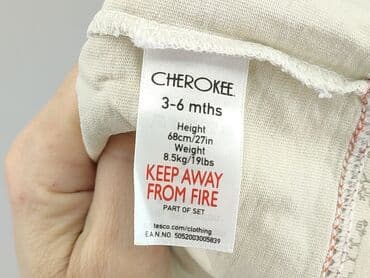 CHEROKEE.
3-6 mths
Height
68cm/27in
Weight
8.5kg/19lbs
KEEP AWAY
FROM FIRE
PART OF SET
tesco.com/clothing
E.A.N. NO. 5052003005839